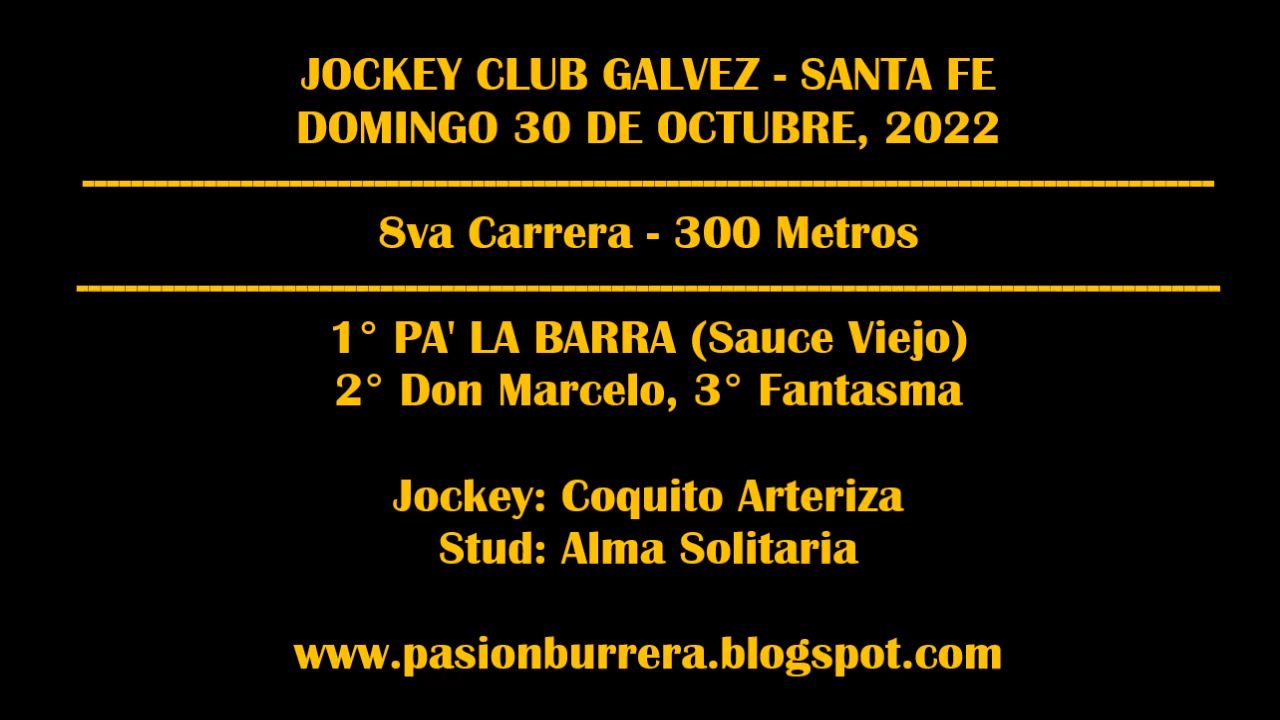 JOCKEY CLUB GALVEZ - SANTA FE
DOMINGO 30 DE OCTUBRE, 2022
8va Carrera - 300 Metros
1° PA' LA BARRA (Sauce Viejo)
2° Don Marcelo, 3° Fantasma
Jockey: Coquito Arteriza
Stud: Alma Solitaria
www.pasionburrera.blogspot.com